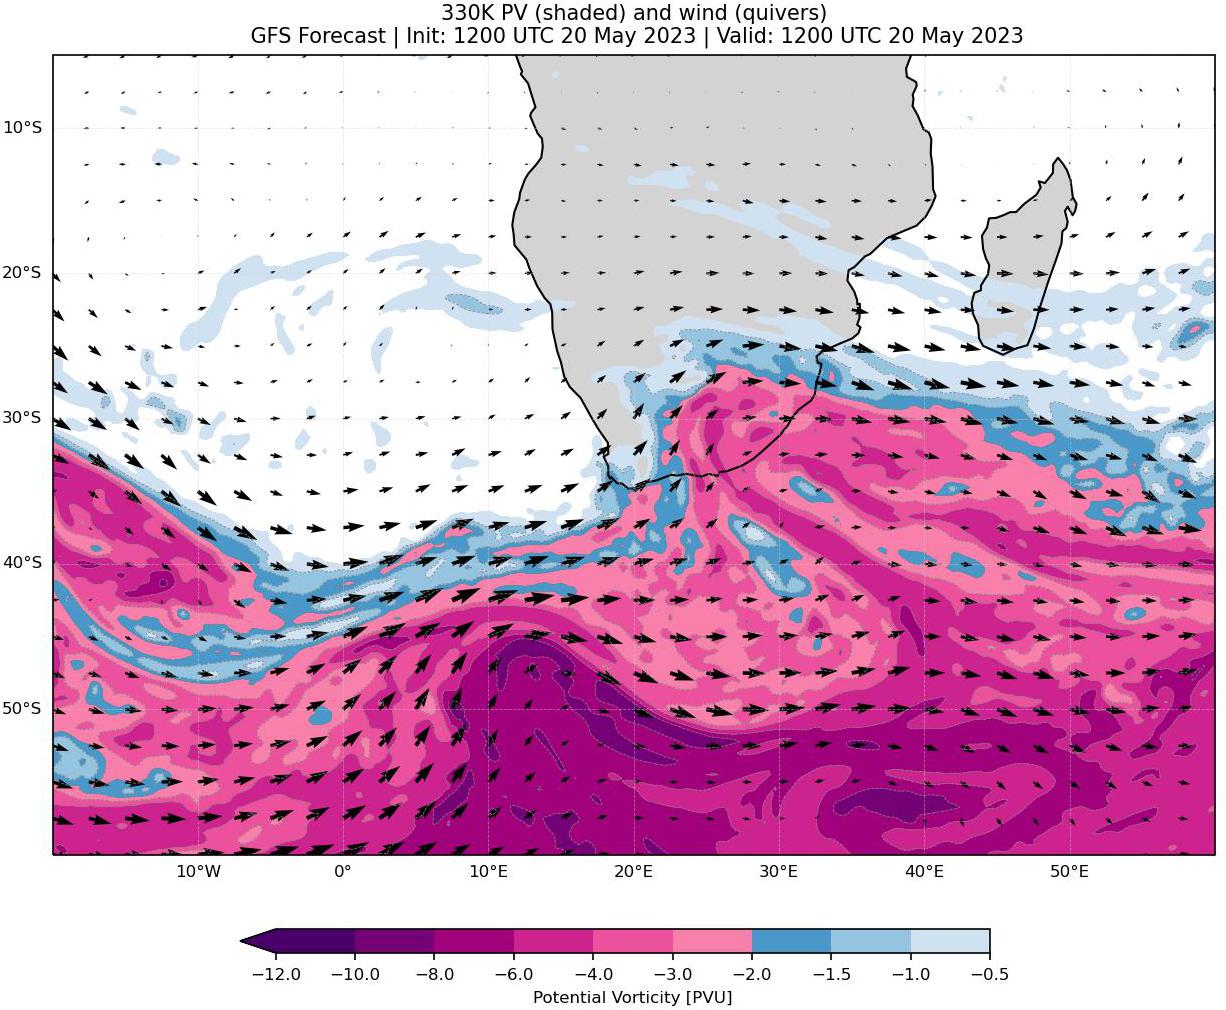 330K PV (shaded) and wind (quivers)
GFS Forecast | Init: 1200 UTC 20 May 2023 | Valid: 1200 UTC 20 May 2023
10°S
20°S
30°S
40°S
50°S
10°W 0° 10°E 20°E 30°E 40°E 50°E
−12.0 −10.0 −8.0 −6.0 −4.0 −3.0 −2.0 −1.5 −1.0 −0.5
Potential Vorticity [PVU]